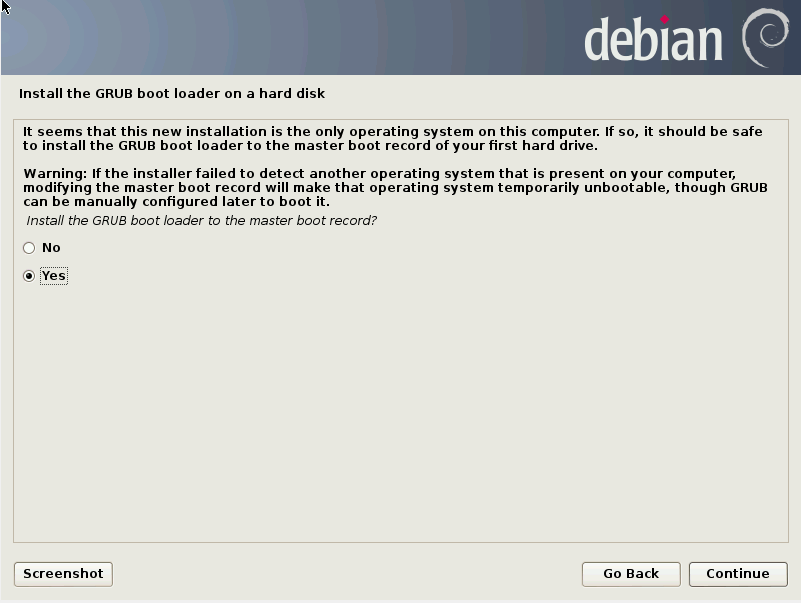 debian
Install the GRUB boot loader on a hard disk
It seems that this new installation is the only operating system on this computer. If so, it should be safe
to install the GRUB boot loader to the master boot record of your first hard drive.
Warning: If the installer failed to detect another operating system that is present on your computer,
modifying the master boot record will make that operating system temporarily unbootable, though GRUB
can be manually configured later to boot it.
Install the GRUB boot loader to the master boot record?
No
Yes
Screenshot
Go Back
Continue